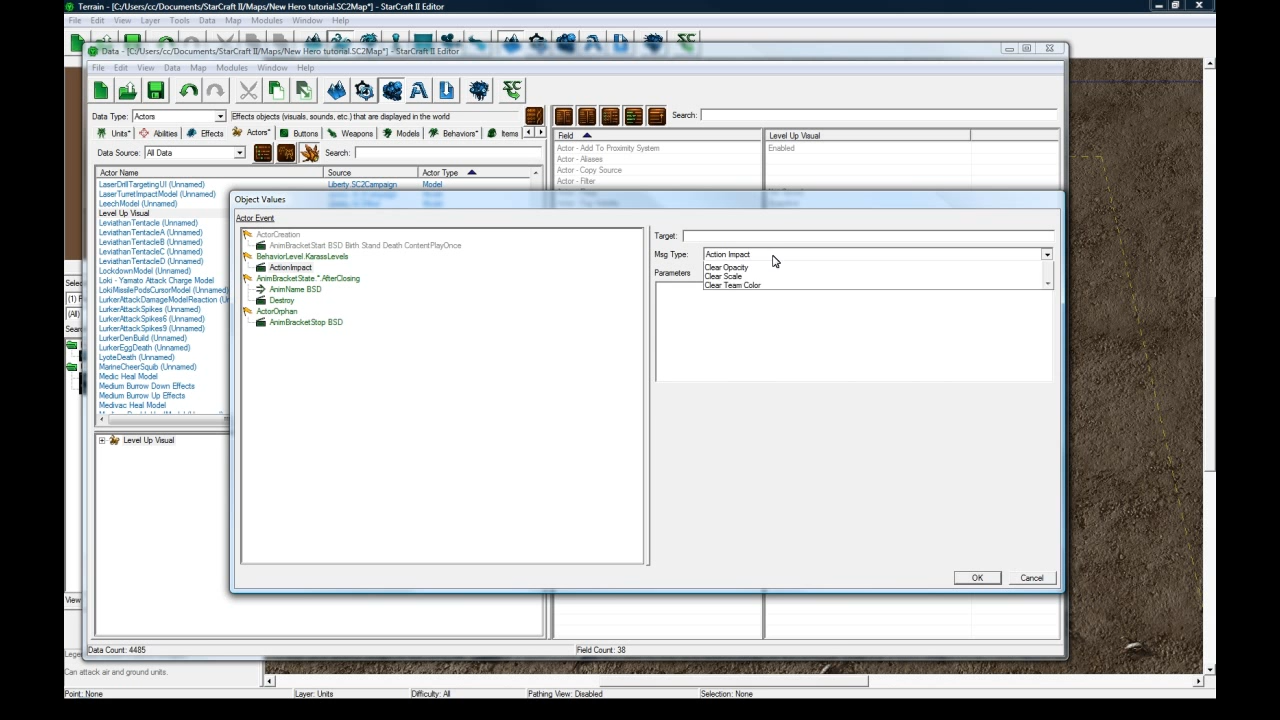 Terrain - [C:/Users/cc/Documents/StarCraft II/Maps/New Hero tutorial.SC2Map*] - StarCraft II Editor
File Edit View Layer Tools Data Map Modules Window Help
Data - [C:/Users/cc/Documents/StarCraft II/Maps/New Hero tutorial.SC2Map*] - StarCraft II Editor
File Edit View Data Map Modules Window Help
Data Type: Actors Effects objects (visuals, sounds, etc.) that are displayed in the world
Search:
Units* Abilities Effects Actors* Buttons Weapons Models Behaviors* Items
Field Level Up Visual
Data Source: All Data Search:
Actor - Add To Proximity System Enabled
Actor - Aliases
Actor - Copy Source
Actor - Filter
Actor Name Source Actor Type
LaserDrillTargetingUI (Unnamed) Liberty.SC2Campaign Model
LaserTurretImpactModel (Unnamed)
LeechModel (Unnamed)
Level Up Visual
LeviathanTentacle (Unnamed)
LeviathanTentacleA (Unnamed)
LeviathanTentacleB (Unnamed)
LeviathanTentacleC (Unnamed)
LeviathanTentacleD (Unnamed)
LockdownModel (Unnamed)
Loki - Yamato Attack Charge Model
LokiMissilePodsCursorModel (Unnamed)
LurkerAttackDamageModelReaction (Un
LurkerAttackSpikes (Unnamed)
LurkerAttackSpikes6 (Unnamed)
LurkerAttackSpikes9 (Unnamed)
LurkerDenBuild (Unnamed)
LurkerEggDeath (Unnamed)
LyoteDeath (Unnamed)
MarineCheerSquib (Unnamed)
Medic Heal Model
Medium Burrow Down Effects
Medium Burrow Up Effects
Medivac Heal Model
Level Up Visual
Object Values
Actor Event
ActorCreation
AnimBracketStart BSD Birth Stand Death ContentPlayOnce
BehaviorLevel.KarassLevels
ActionImpact
AnimBracketState.*.AfterClosing
AnimName BSD
Destroy
ActorOrphan
AnimBracketStop BSD
Target:
Msg Type: Action Impact
Clear Opacity
Clear Scale
Clear Team Color
Parameters
OK Cancel
Data Count: 4485 Field Count: 38
(1) P
(All)
View
Can attack air and ground units.
Point: None Layer: Units Difficulty: All Pathing View: Disabled Selection: None